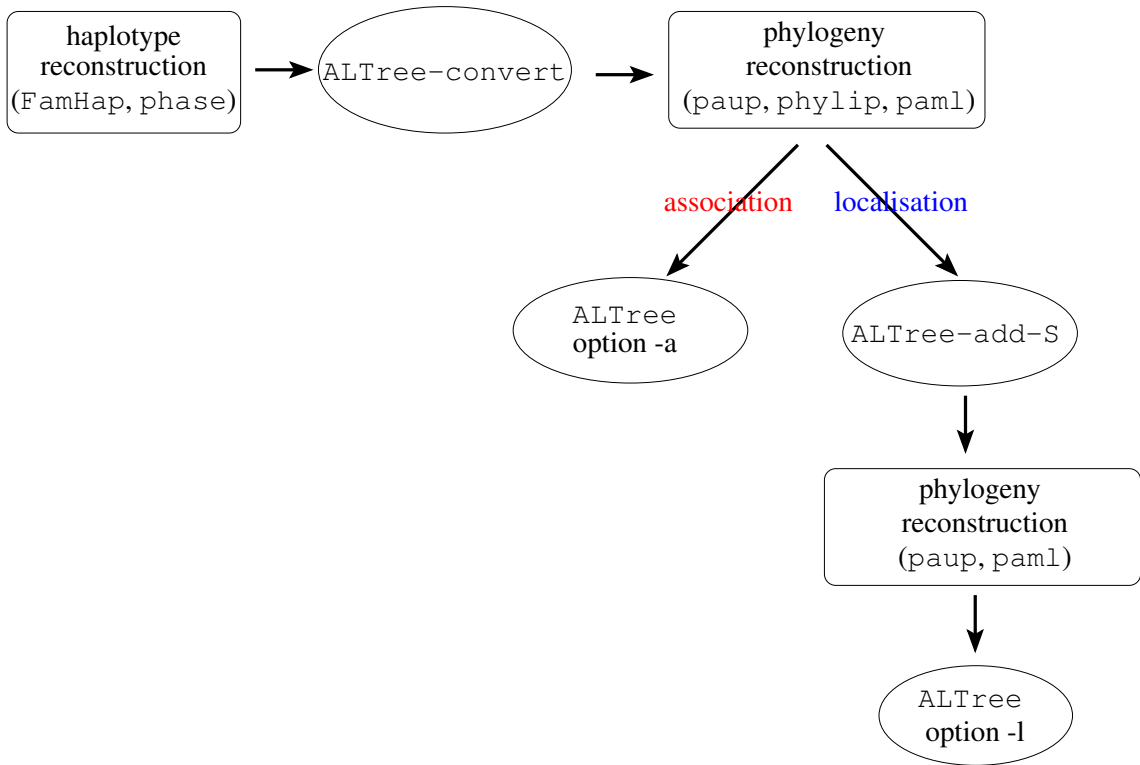 haplotype
reconstruction
(FamHap, phase)
ALTree-convert
phylogeny
reconstruction
(paup, phylip, paml)
association
localisation
ALTree
option -a
ALTree-add-S
phylogeny
reconstruction
(paup, paml)
ALTree
option -l